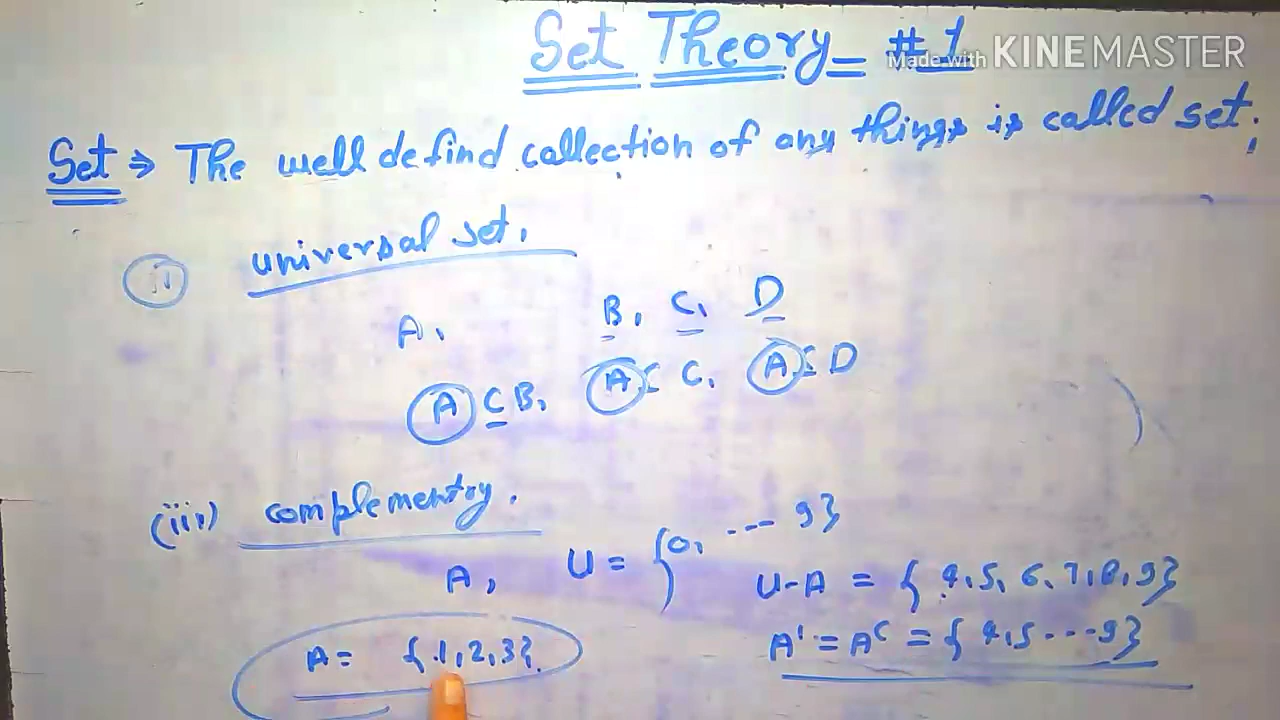 Set Theory #1
Made with KINEMASTER
Set ⇒ The well defind collection of any things is called set.
(ii) universal set.
A, B, C, D
A ⊆ B, A ⊆ C, A ⊆ D
(iii) complementry.
A, U = {0, --- 9}
U-A = { 4,5, 6,7,8,9}
A = {1,2,3}.
A' = A^c = { 4,5 --- 9}